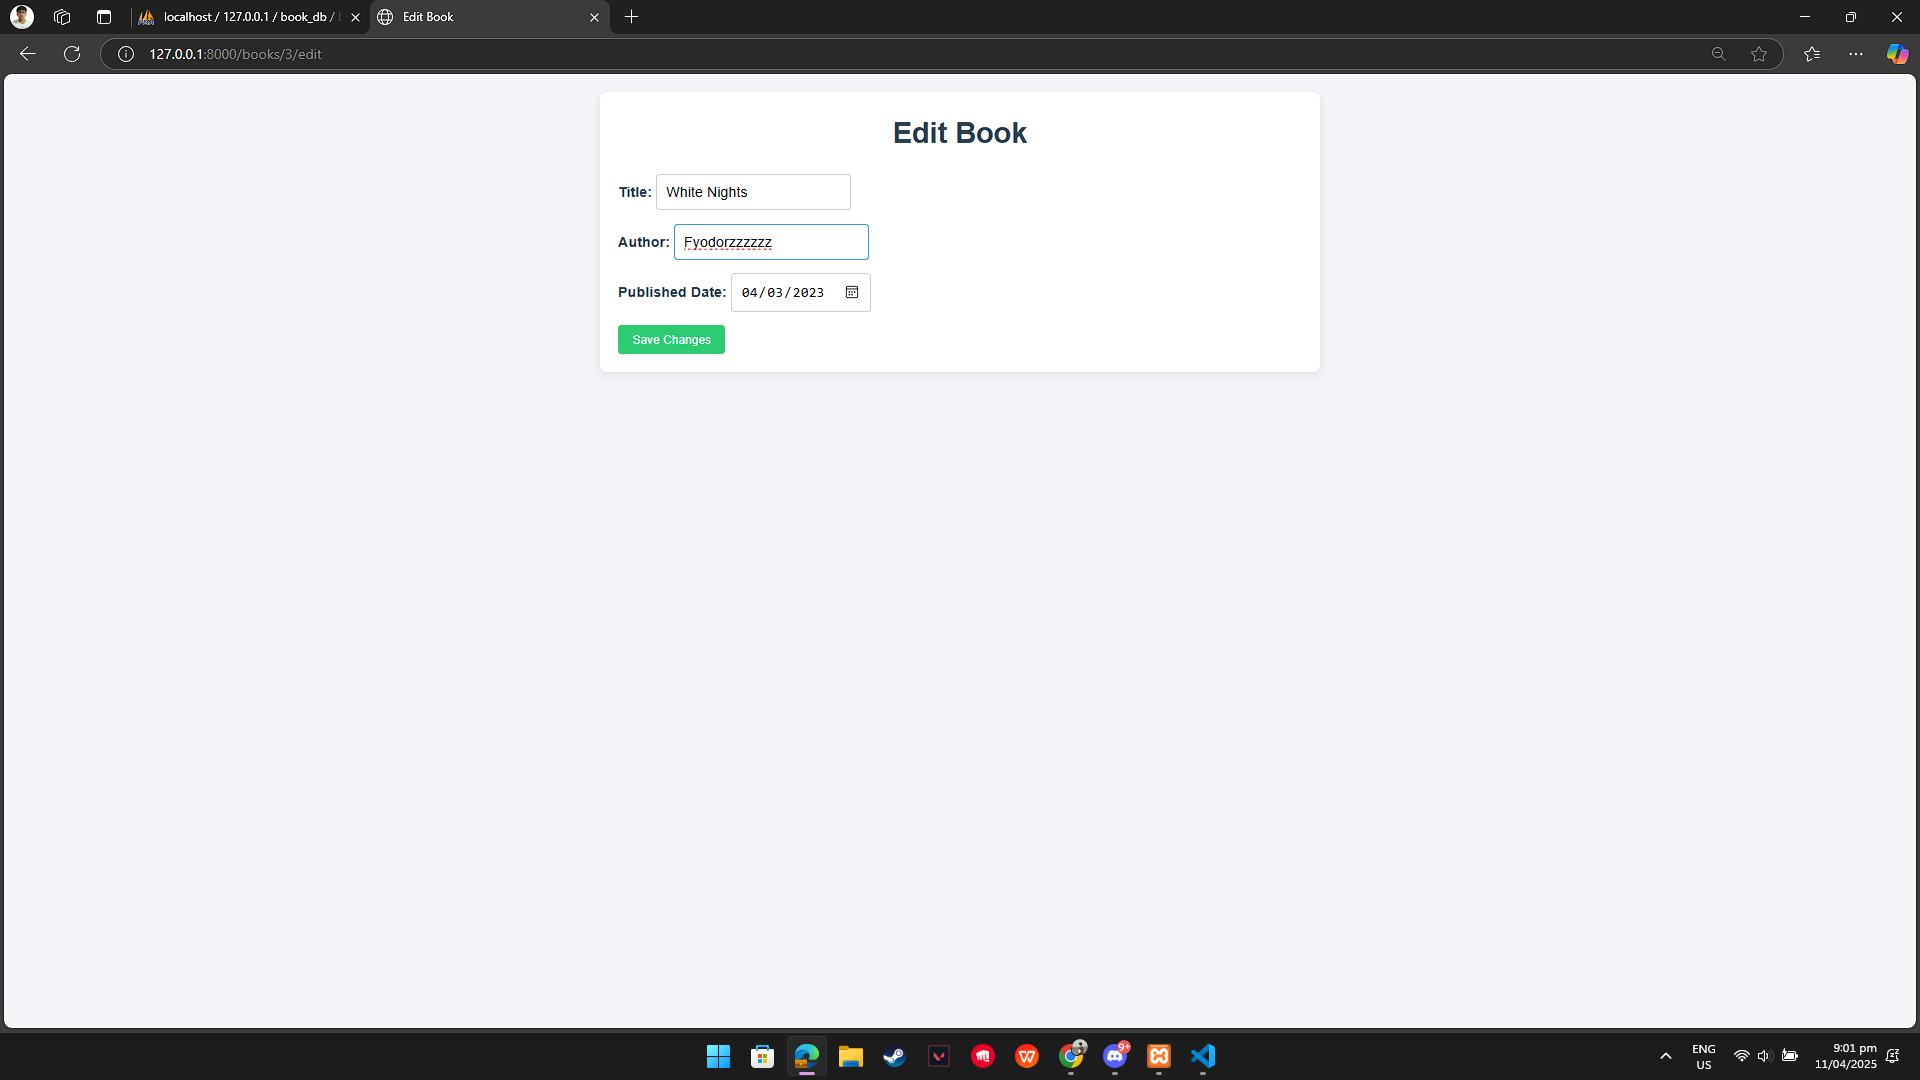 localhost / 127.0.0.1 / book_db /
Edit Book
127.0.0.1:8000/books/3/edit
Edit Book
Title: White Nights
Author: Fyodorzzzzzz
Published Date: 04/03/2023
Save Changes
9+
ENG
US
9:01 pm
11/04/2025